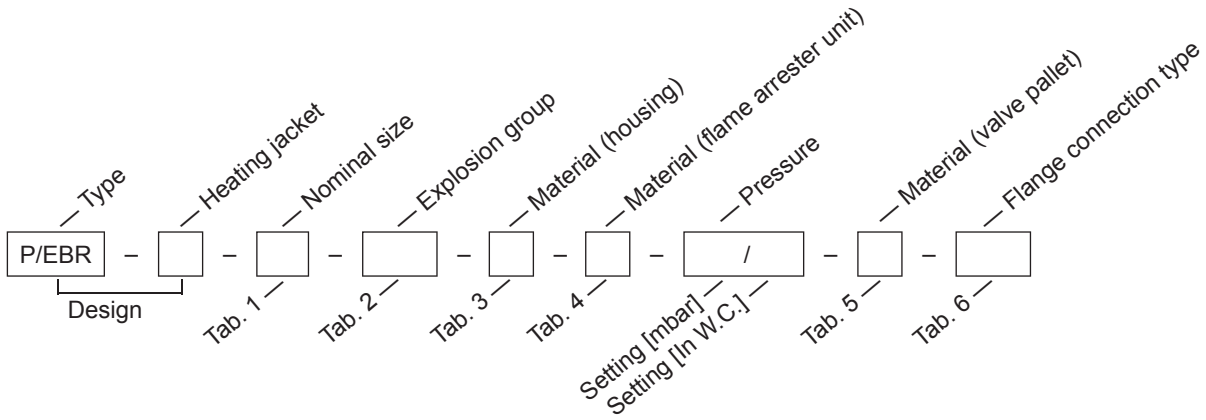 Type
Heating jacket
Nominal size
Explosion group
Material (housing)
Material (flame arrester unit)
Pressure
Material (valve pallet)
Flange connection type
P/EBR – – – – – – / – –
Design
Tab. 1
Tab. 2
Tab. 3
Tab. 4
Setting [mbar]
Setting [In W.C.]
Tab. 5
Tab. 6